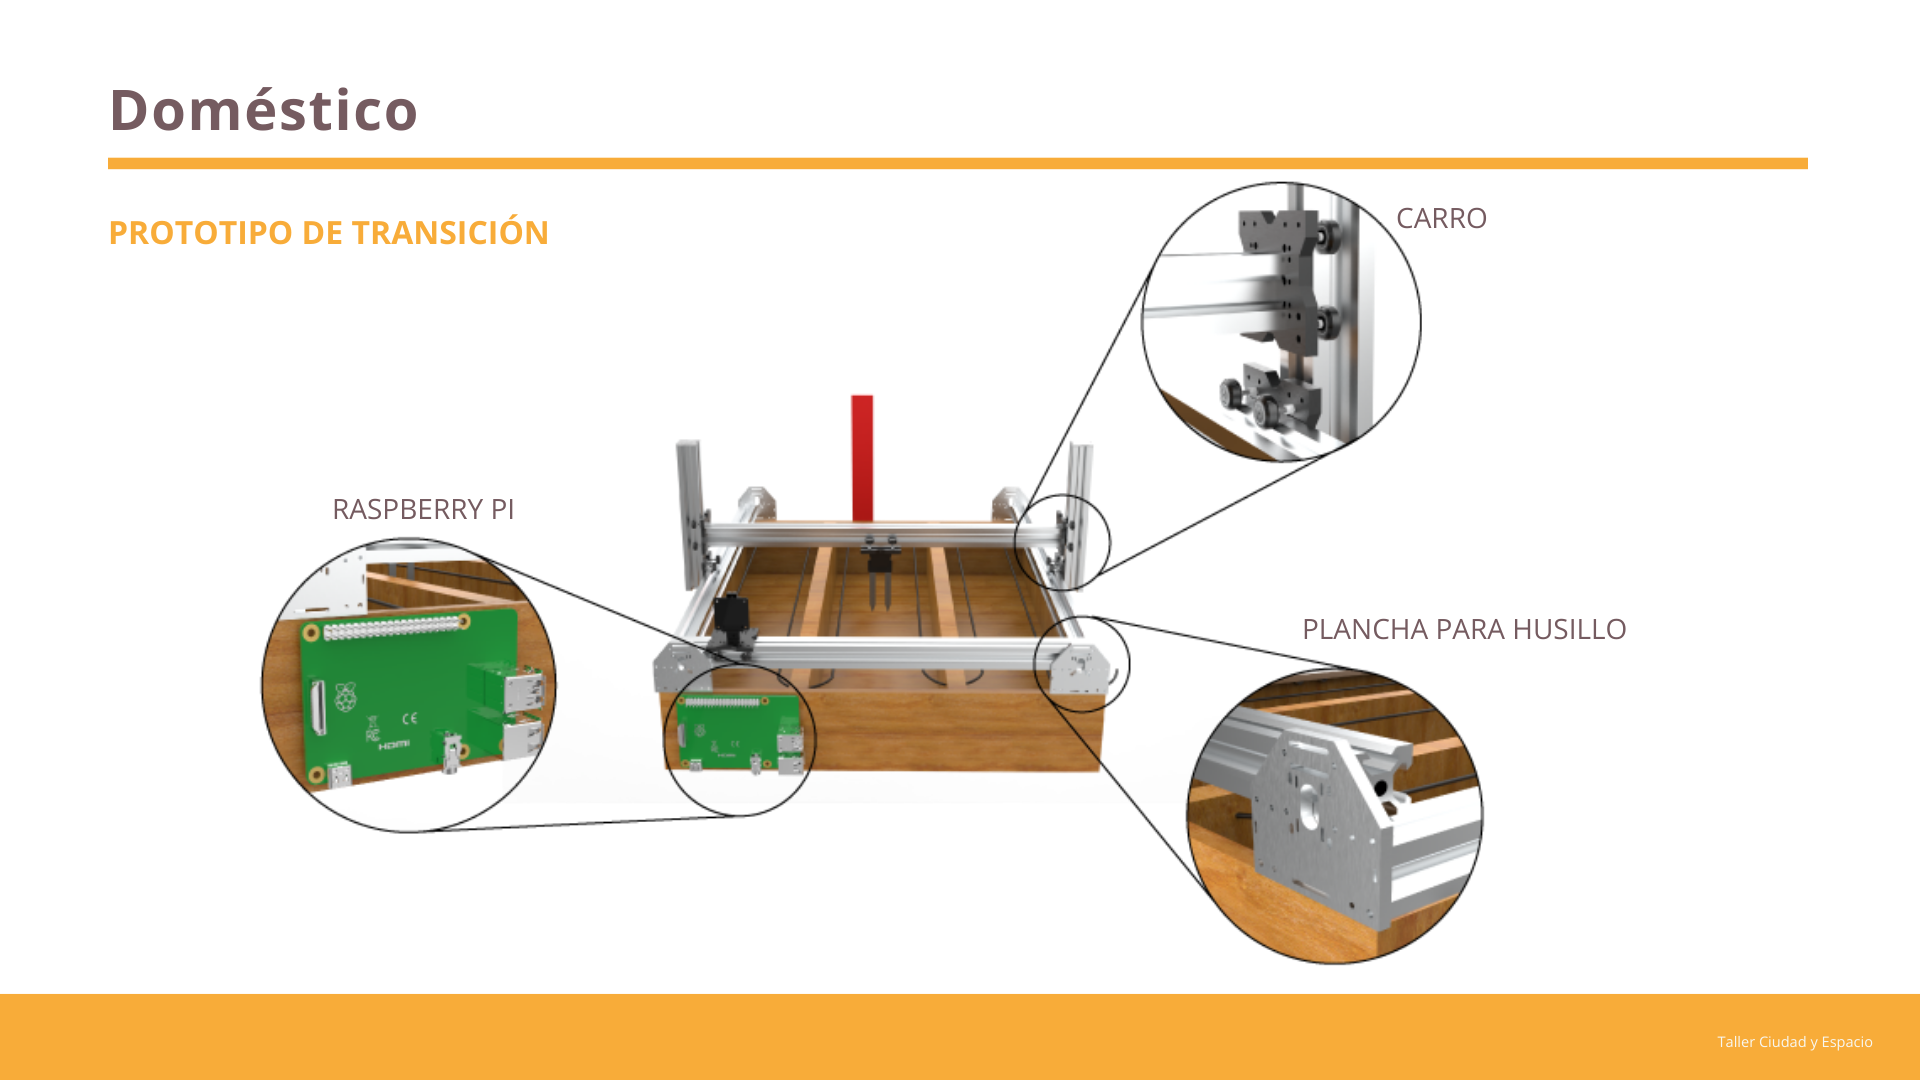 Doméstico
PROTOTIPO DE TRANSICIÓN
CARRO
RASPBERRY PI
PLANCHA PARA HUSILLO
CE
HDMI
Taller Ciudad y Espacio